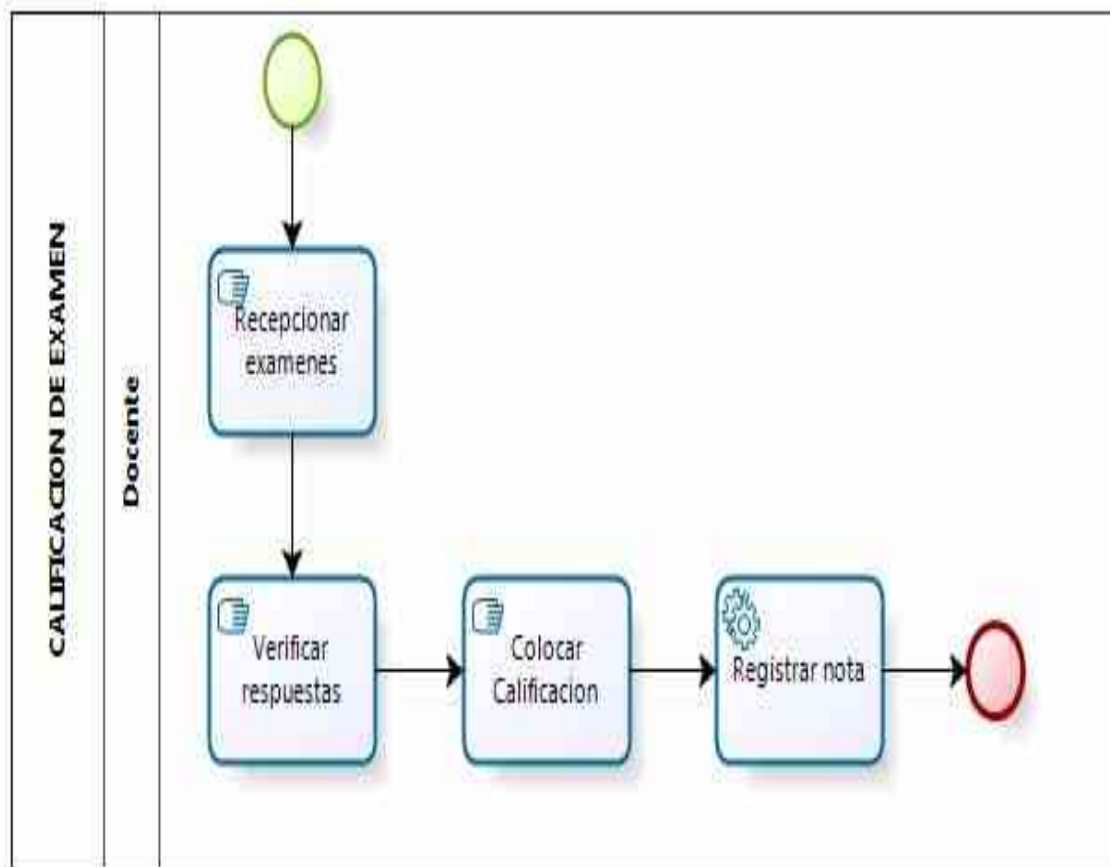 CALIFICACION DE EXAMEN
Docente
Recepcionar
examenes
Verificar
respuestas
Colocar
Calificacion
Registrar nota